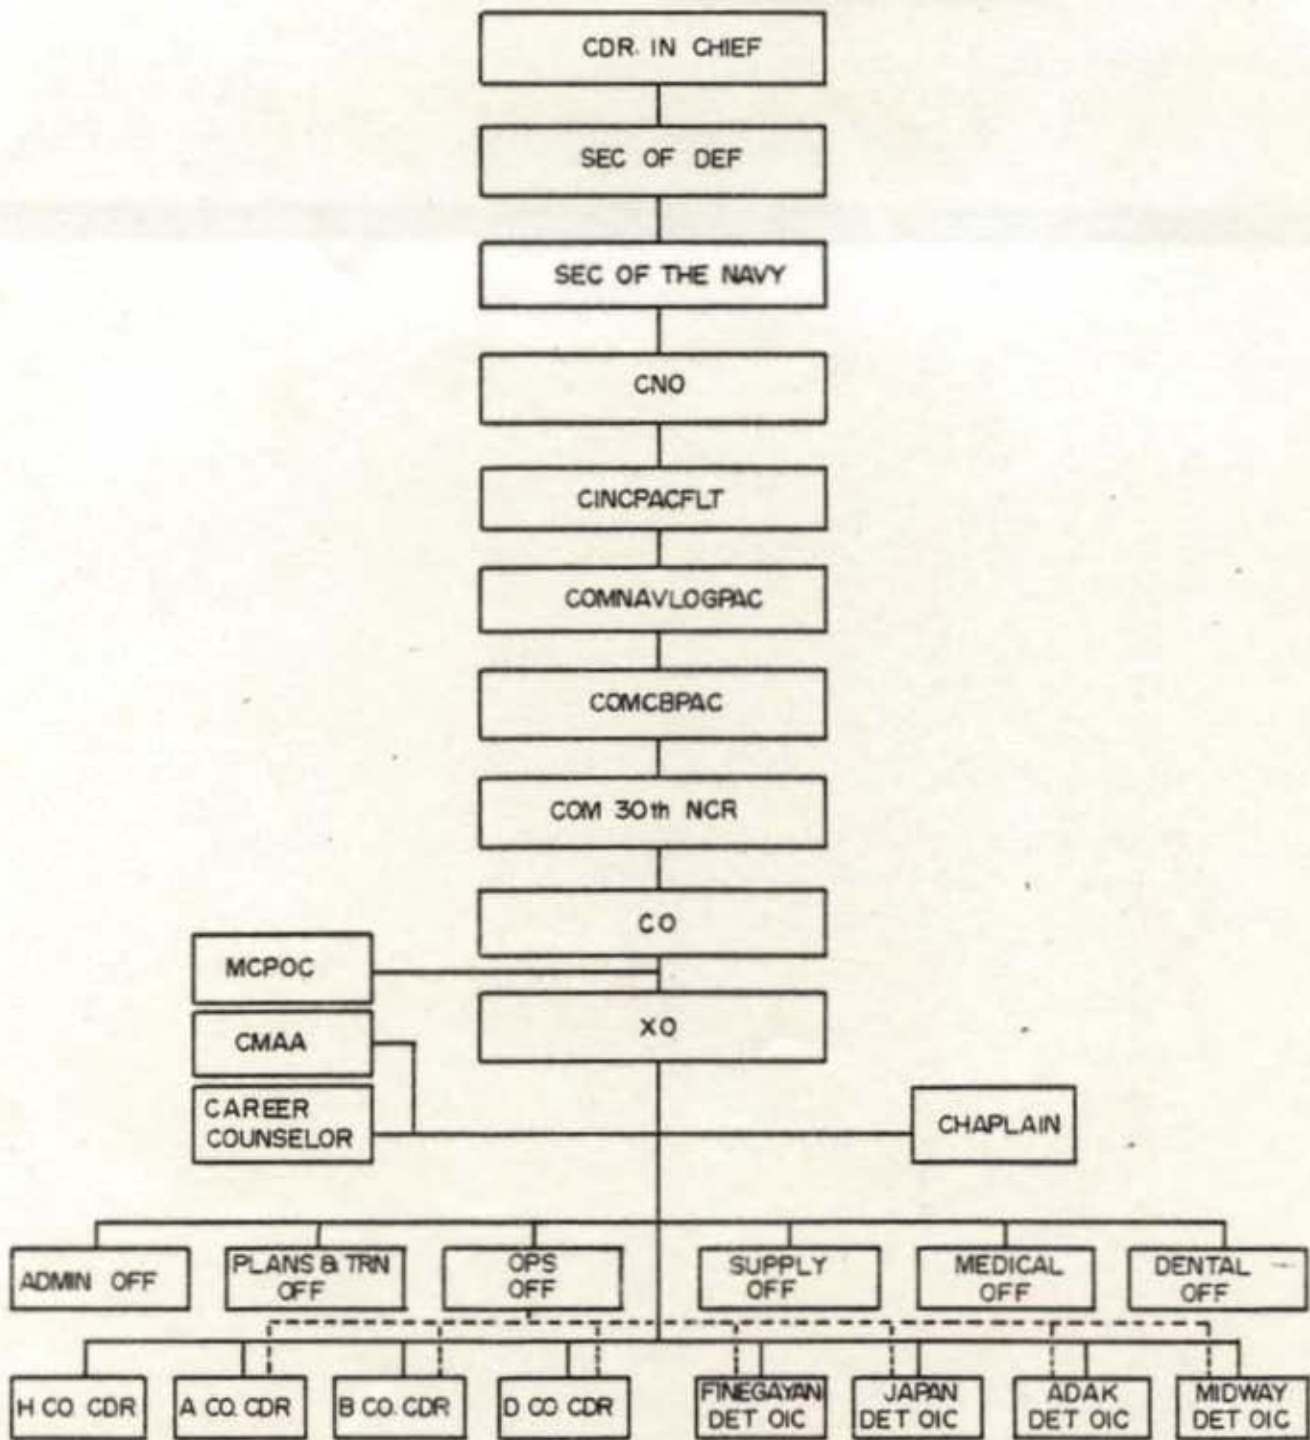 CDR. IN CHIEF
SEC OF DEF
SEC OF THE NAVY
CNO
CINCPACFLT
COMNAVLOGPAC
COMCBPAC
COM 30th NCR
CO
MCPOC
XO
CMAA
CAREER
COUNSELOR
CHAPLAIN
ADMIN OFF
PLANS & TRN
OFF
OPS
OFF
SUPPLY
OFF
MEDICAL
OFF
DENTAL
OFF
H CO CDR
A CO. CDR
B CO. CDR
D CO CDR
FINEGAYAN
DET OIC
JAPAN
DET OIC
ADAK
DET OIC
MIDWAY
DET OIC